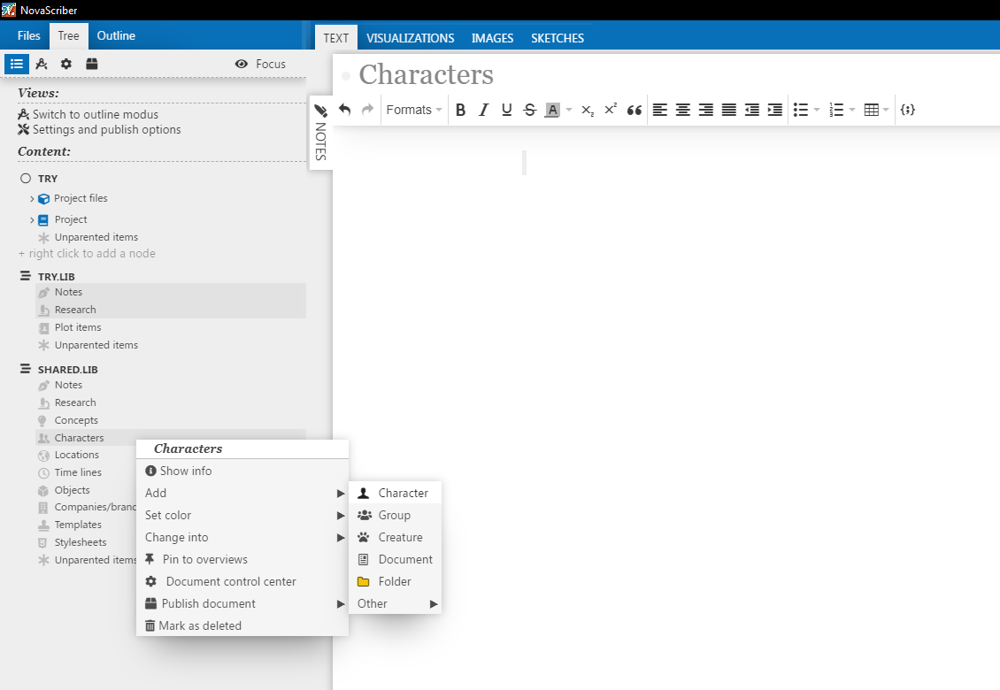 NovaScriber
Files Tree Outline
TEXT VISUALIZATIONS IMAGES SKETCHES
Focus
Characters
Views:
Switch to outline modus
Settings and publish options
Content:
TRY
Project files
Project
Unparented items
+ right click to add a node
TRY.LIB
Notes
Research
Plot items
Unparented items
SHARED.LIB
Notes
Research
Concepts
Characters
Locations
Time lines
Objects
Companies/branc
Templates
Stylesheets
Unparented items
NOTES
Formats B I U S A x₂ x² {;}
Characters
Show info
Add
Set color
Change into
Pin to overviews
Document control center
Publish document
Mark as deleted
Character
Group
Creature
Document
Folder
Other